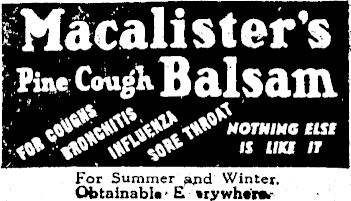 Macalister's
Pine Cough Balsam
FOR COUGHS
BRONCHITIS
INFLUENZA
SORE THROAT
NOTHING ELSE
IS LIKE IT
For Summer and Winter.
Obtainable E erywhere.